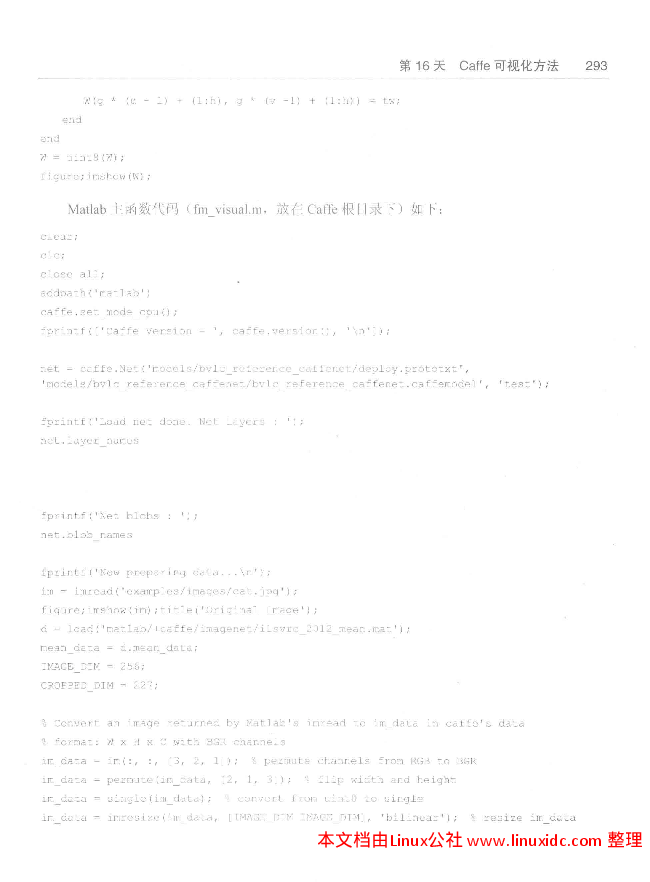 第 16 天 Caffe 可视化方法 293
W(g * (u - 1) + (1:h), g * (v -1) + (1:h)) = tx;
end
end
W = uint8(W);
figure;imshow(W);
Matlab 主函数代码（fm_visual.m，放在 Caffe 根目录下）如下：
clear;
clc;
close all;
addpath('matlab')
caffe.set_mode_cpu();
fprintf(['Caffe Version = ', caffe.version(), '\n']);
net = caffe.Net('models/bvlc_reference_caffenet/deploy.prototxt',
'models/bvlc_reference_caffenet/bvlc_reference_caffenet.caffemodel', 'test');
fprintf('Load net done. Net layers : ');
net.layer_names
fprintf('Net blobs : ');
net.blob_names
fprintf('Now preparing data...\n');
im = imread('examples/images/cat.jpg');
figure;imshow(im);title('Original Image');
d = load('matlab/+caffe/imagenet/ilsvrc_2012_mean.mat');
mean_data = d.mean_data;
IMAGE_DIM = 256;
CROPPED_DIM = 227;
% Convert an image returned by Matlab's imread to im_data in caffe's data
% format: W x H x C with BGR channels
im_data = im(:, :, [3, 2, 1]); % permute channels from RGB to BGR
im_data = permute(im_data, [2, 1, 3]); % flip width and height
im_data = single(im_data); % convert from uint8 to single
im_data = imresize(im_data, [IMAGE_DIM IMAGE_DIM], 'bilinear'); % resize im_data
本文档由Linux公社 www.linuxidc.com 整理